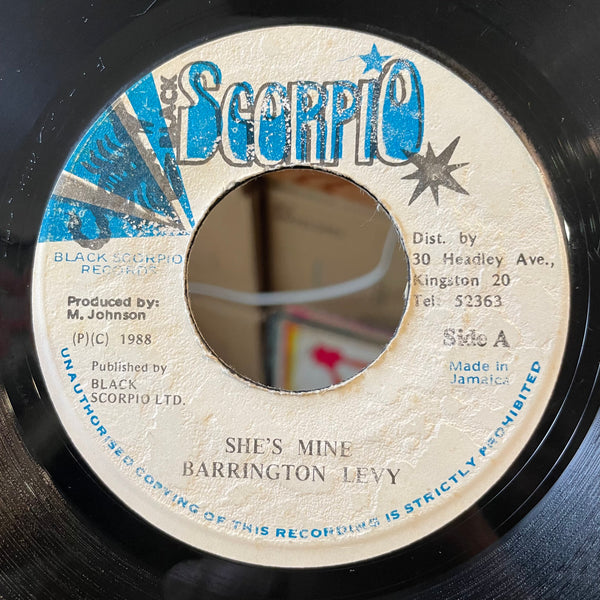 BLACK
SCORPIO
BLACK SCORPIO
RECORDS
Produced by:
M. Johnson
(P)(C) 1988
Published by
BLACK
SCORPIO LTD.
Dist. by
30 Headley Ave.,
Kingston 20
Tel: 52363
Side A
Made in
Jamaica
SHE'S MINE
BARRINGTON LEVY
UNAUTHORISED COPYING OF THIS RECORDING IS STRICTLY PROHIBITED